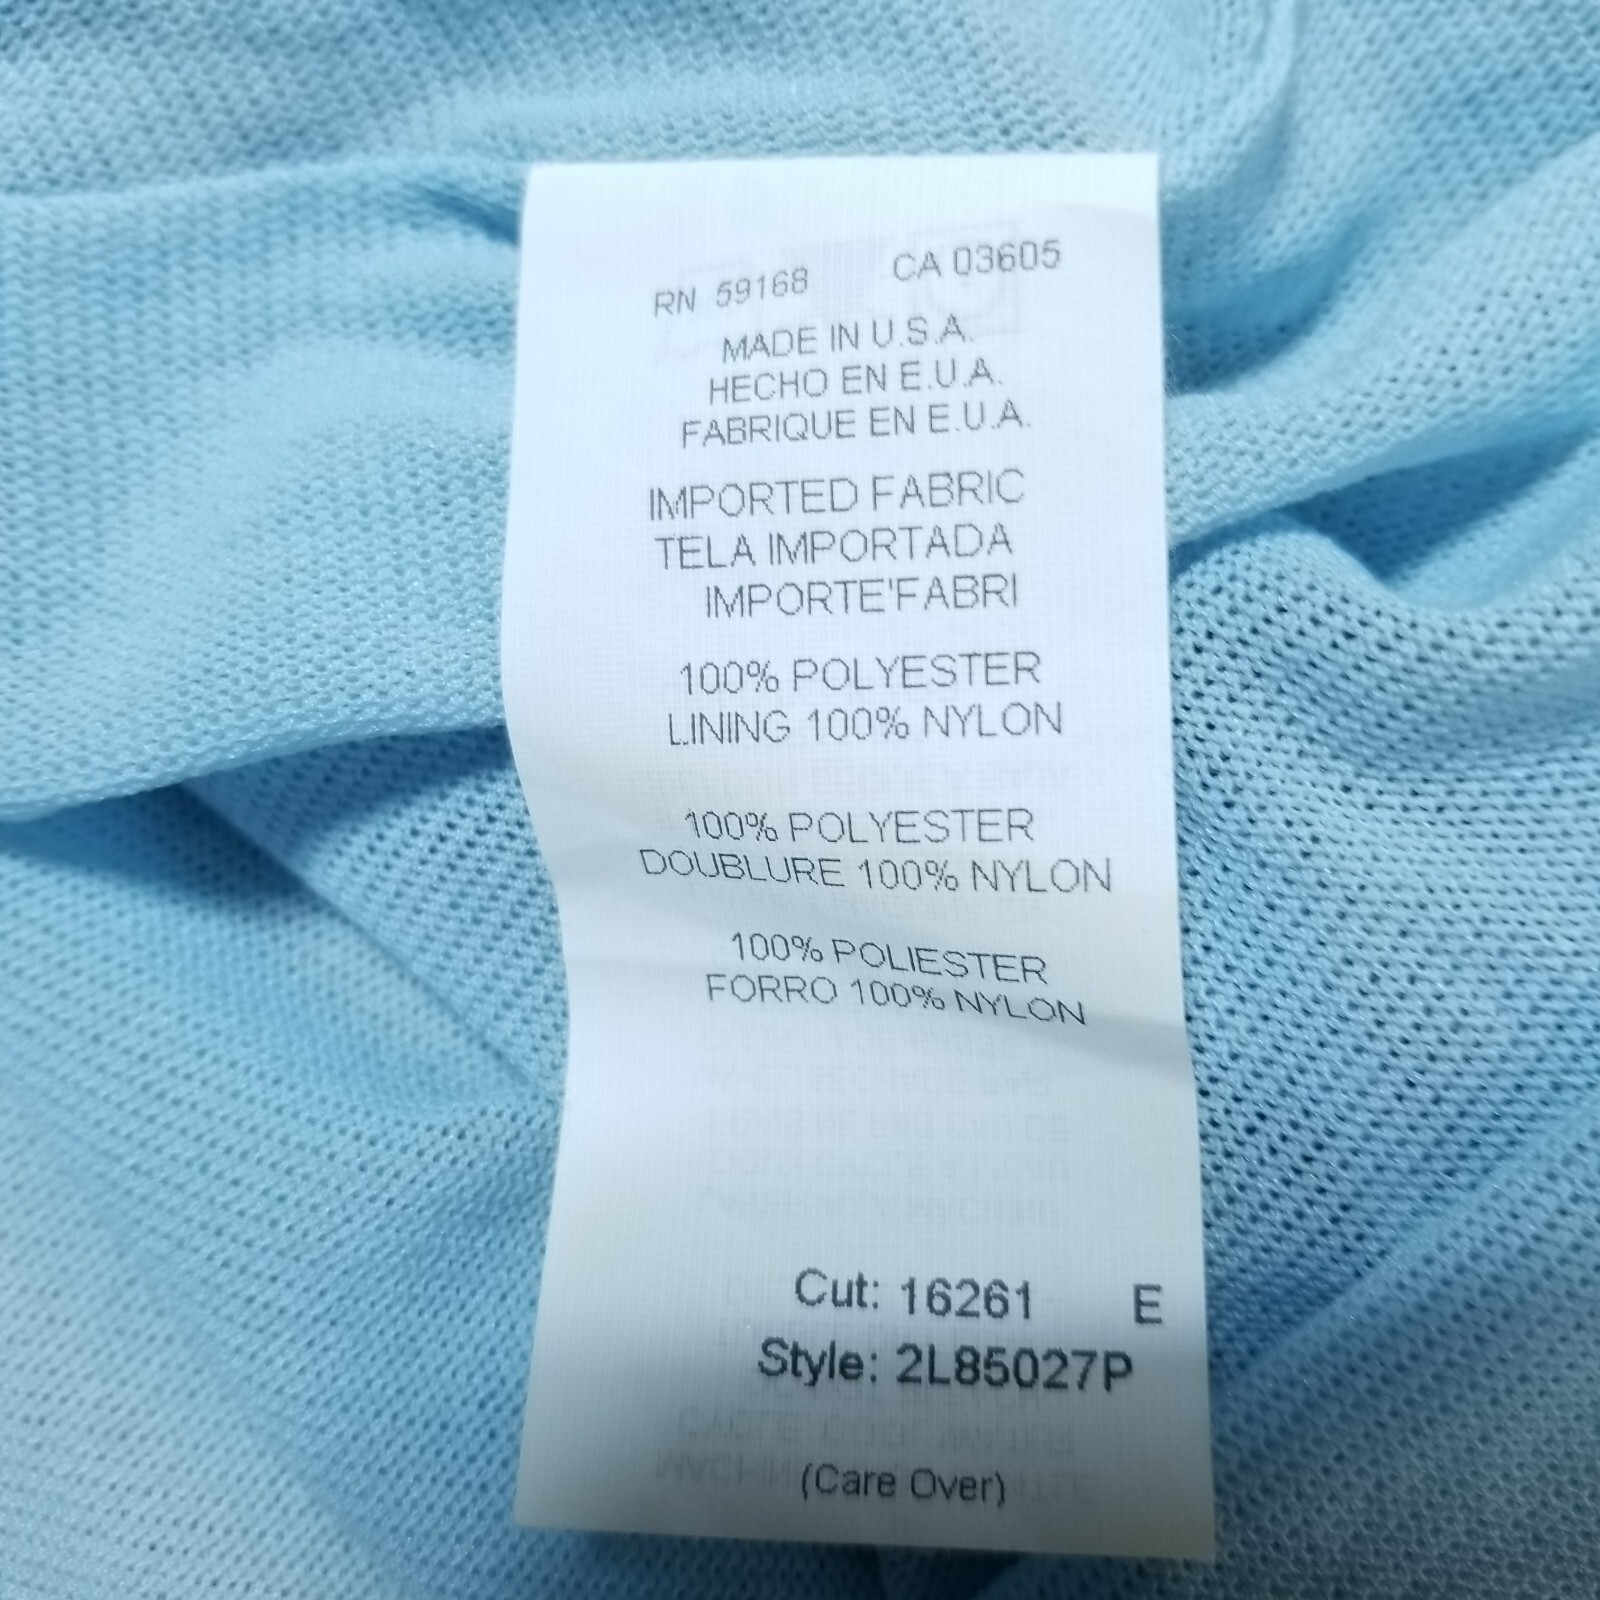 RN 59168 CA 03605
MADE IN U.S.A.
HECHO EN E.U.A.
FABRIQUE EN E.U.A.
IMPORTED FABRIC
TELA IMPORTADA
IMPORTE'FABRI
100% POLYESTER
LINING 100% NYLON
100% POLYESTER
DOUBLURE 100% NYLON
100% POLIESTER
FORRO 100% NYLON
Cut: 16261 E
Style: 2L85027P
(Care Over)